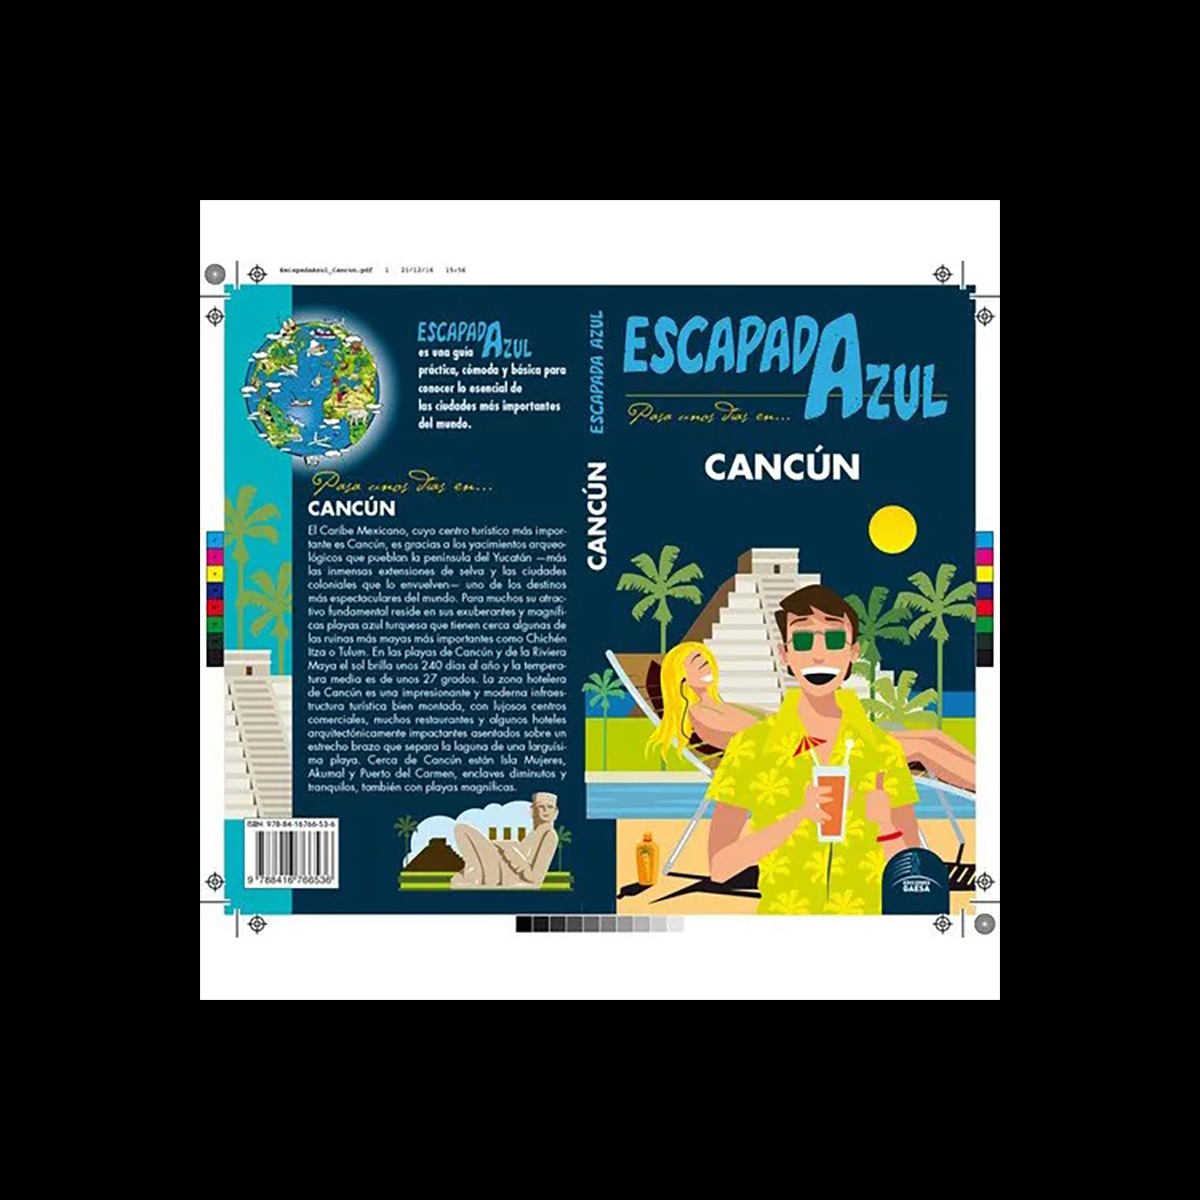 EscapadaAzul_Cancun.pdf 1 21/12/16 15:56
ESCAPADA AZUL
es una guía
práctica, cómoda y básica para
conocer lo esencial de
las ciudades más importantes
del mundo.
Pasa unos días en...
CANCÚN
El Caribe Mexicano, cuyo centro turístico más impor-
tante es Cancún, es gracias a los yacimientos arqueo-
lógicos que pueblan la península del Yucatán —más
las inmensas extensiones de selva y las ciudades
coloniales que lo envuelven— uno de los destinos
más espectaculares del mundo. Para muchos su atrac-
tivo fundamental reside en sus exuberantes y magnífi-
cas playas azul turquesa que tienen cerca algunas de
las ruinas más mayas más importantes como Chichén
Itza o Tulum. En las playas de Cancún y de la Riviera
Maya el sol brilla unos 240 días al año y la tempera-
tura media es de unos 27 grados. La zona hotelera
de Cancún es una impresionante y moderna infraes-
tructura turística bien montada, con lujosos centros
comerciales, muchos restaurantes y algunos hoteles
arquitectónicamente impactantes asentados sobre un
estrecho brazo que separa la laguna de una larguísi-
ma playa. Cerca de Cancún están Isla Mujeres,
Akumal y Puerto del Carmen, enclaves diminutos y
tranquilos, también con playas magníficas.
ISBN: 978-84-16766-53-6
9 788416 766536
CANCÚN ESCAPADA AZUL
ESCAPADA AZUL
Pasa unos días en...
CANCÚN
EDICIONES
GAESA